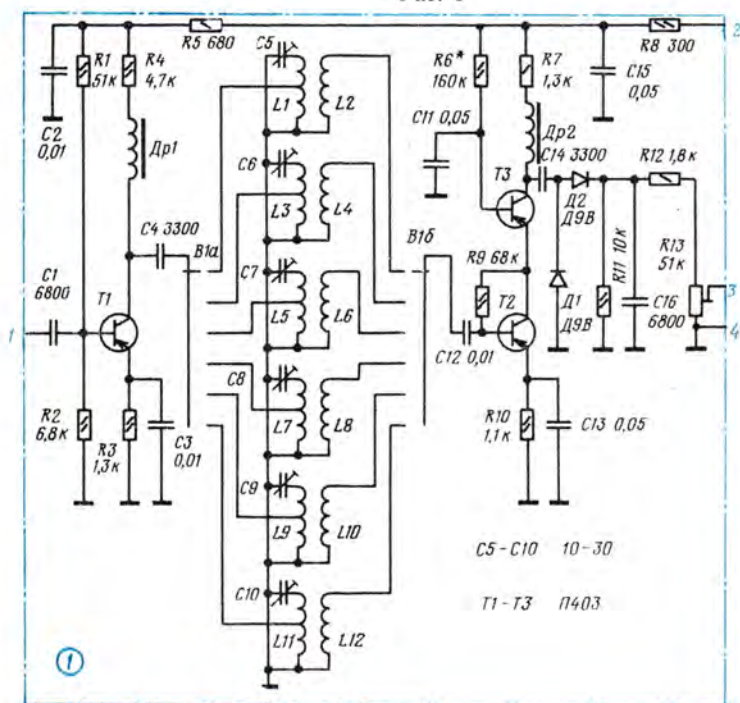 R1
51к
R4
4,7к
R5 680
C5
R6*
160к
R7
1,3к
C15
0,05
R8 300
2
C2
0,01
Др1
L1
L2
C11 0,05
Др2
C14 3300
R12 1,8к
C6
L3
L4
T3
Д2
Д9В
C4 3300
В1а
C7
В1б
R9 68к
R11 10к
R13
51к
C1
6800
T1
L5
L6
T2
Д1
Д9В
C16
6800
3
1
4
C12 0,01
C8
L7
L8
R2
6,8к
R3
1,3к
C3
0,01
R10
1,1к
C13 0,05
C9
L9
L10
C5-C10 10-30
C10
T1-T3 П403
L11
L12
1